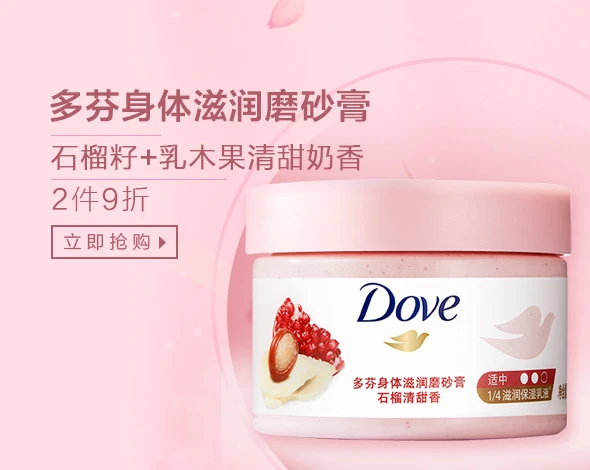 多芬身体滋润磨砂膏
石榴籽+乳木果清甜奶香
2件9折
立即抢购
Dove
多芬身体滋润磨砂膏
石榴清甜香
适中
1/4滋润保湿乳液